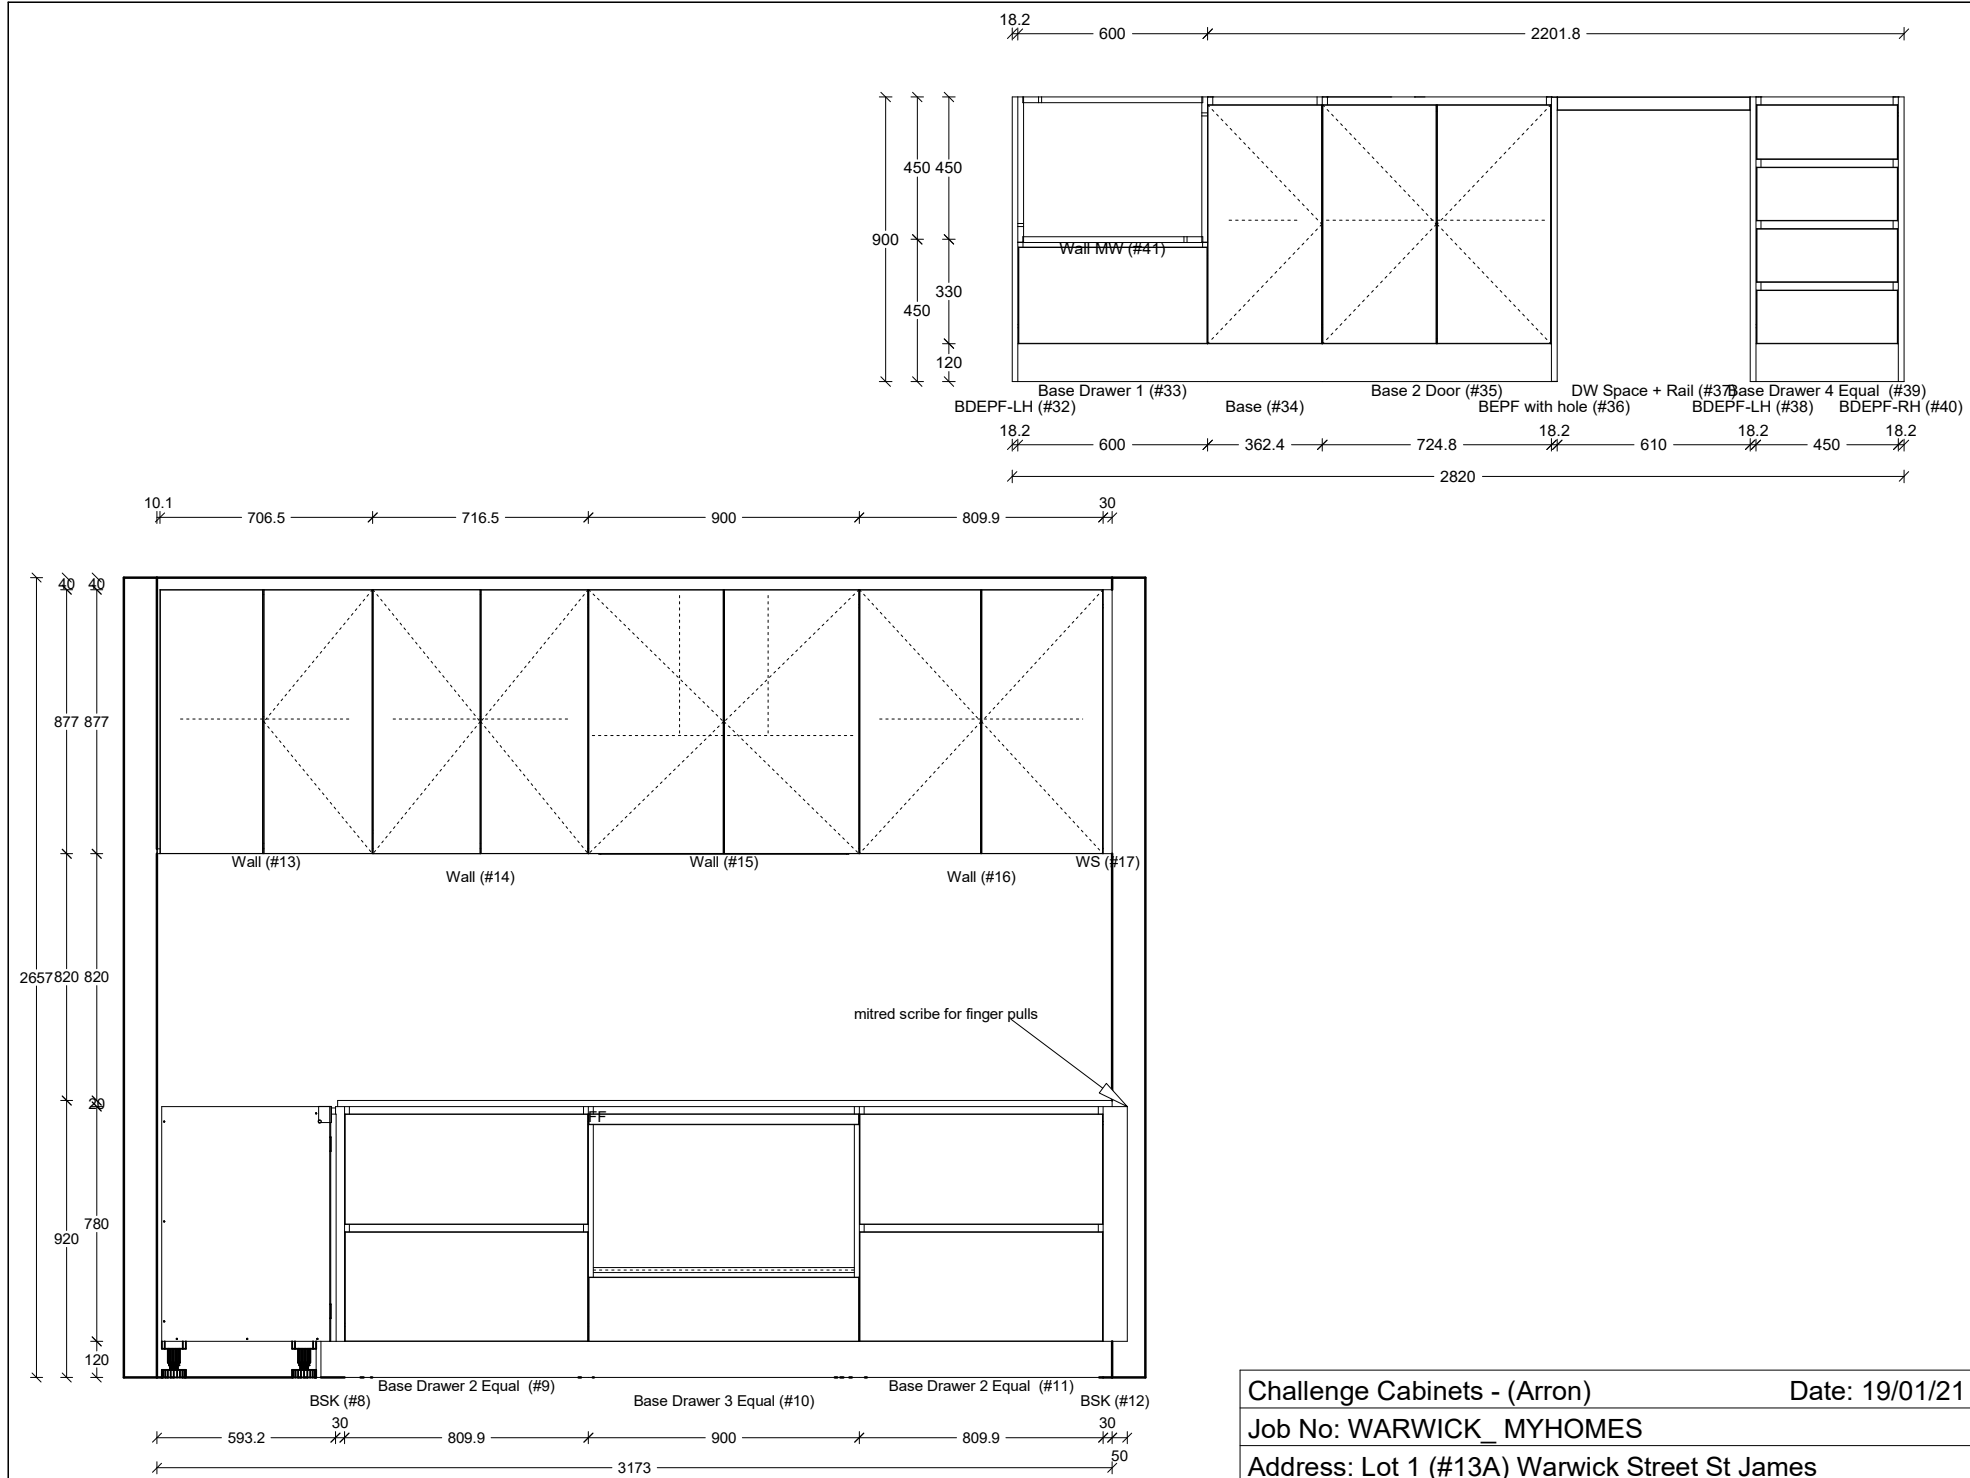 18.2
600
2201.8
900
450
450
450
330
120
Wall MW (#41)
Base Drawer 1 (#33)
Base 2 Door (#35)
DW Space + Rail (#37)
Base Drawer 4 Equal (#39)
BDEPF-LH (#32)
Base (#34)
BEPF with hole (#36)
BDEPF-LH (#38)
BDEPF-RH (#40)
18.2
600
362.4
724.8
18.2
610
18.2
450
18.2
2820
10.1
706.5
716.5
900
809.9
30
40
40
877
877
2657
820
820
20
920
780
120
Wall (#13)
Wall (#14)
Wall (#15)
Wall (#16)
WS (#17)
mitred scribe for finger pulls
FF
BSK (#8)
Base Drawer 2 Equal (#9)
Base Drawer 3 Equal (#10)
Base Drawer 2 Equal (#11)
BSK (#12)
593.2
30
809.9
900
809.9
30
50
3173
Challenge Cabinets - (Arron) Date: 19/01/21
Job No: WARWICK_ MYHOMES
Address: Lot 1 (#13A) Warwick Street St James